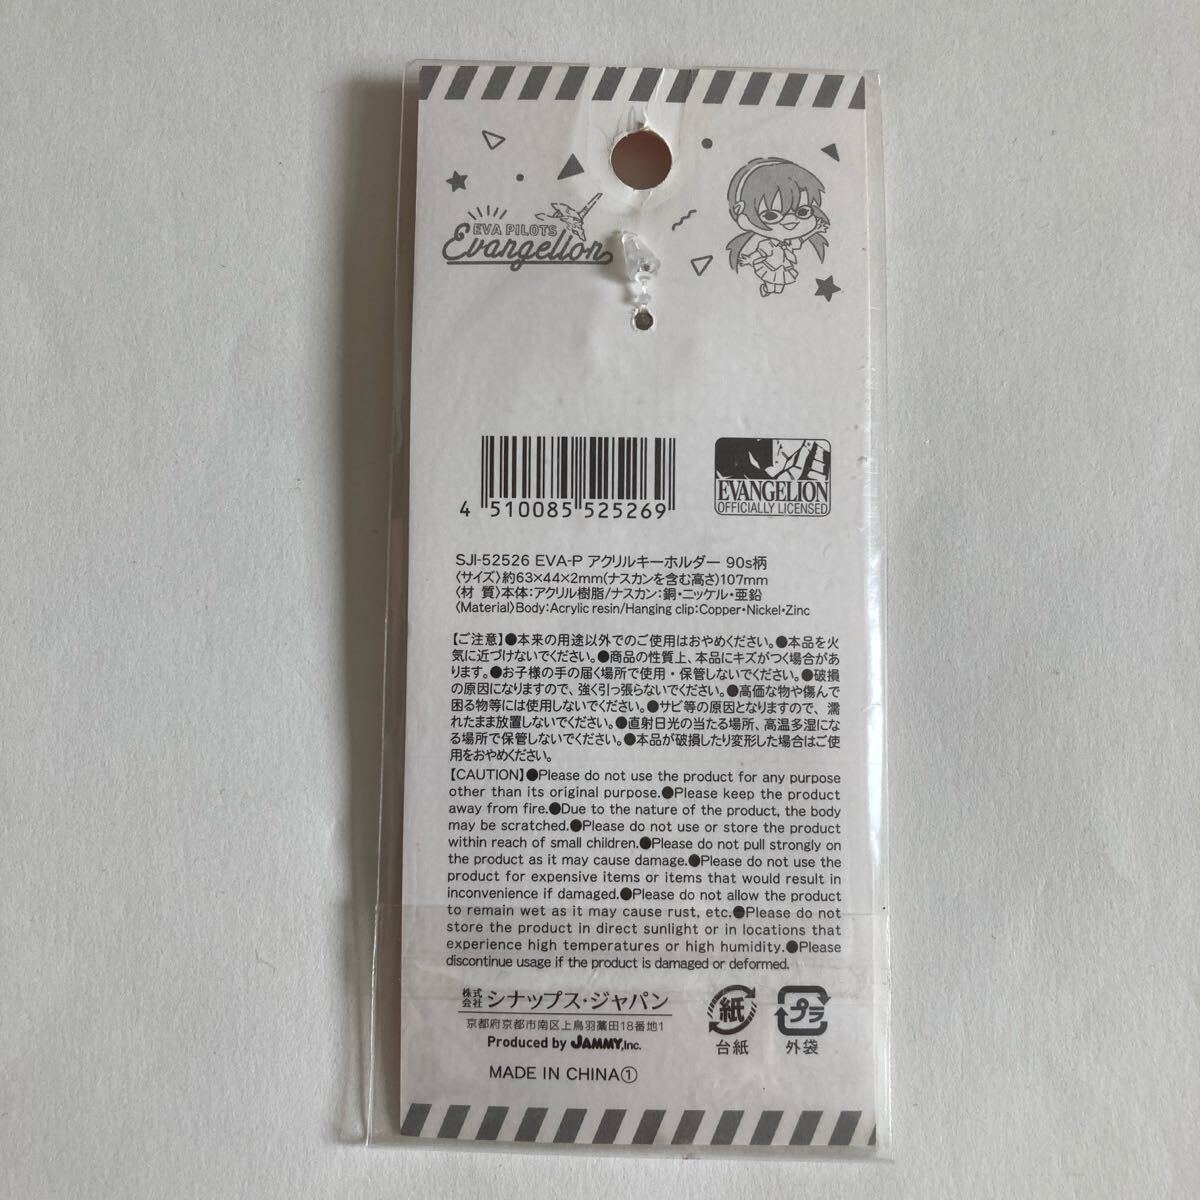 EVA PILOTS
Evangelion
4 510085 525269
EVANGELION
OFFICIALLY LICENSED
SJI-52526 EVA-P アクリルキーホルダー 90s柄
〈サイズ〉約63×44×2mm(ナスカンを含む高さ)107mm
〈材 質〉本体:アクリル樹脂/ナスカン:銅・ニッケル・亜鉛
〈Material〉Body:Acrylic resin/Hanging clip:Copper・Nickel・Zinc
【ご注意】●本来の用途以外でのご使用はおやめください。●本品を火
気に近づけないでください。●商品の性質上、本品にキズがつく場合があ
ります。●お子様の手の届く場所で使用・保管しないでください。●破損
の原因になりますので、強く引っ張らないでください。●高価な物や傷んで
困る物等には使用しないでください。●サビ等の原因となりますので、濡
れたまま放置しないでください。●直射日光の当たる場所、高温多湿にな
る場所で保管しないでください。●本品が破損したり変形した場合はご使
用をおやめください。
【CAUTION】●Please do not use the product for any purpose
other than its original purpose.●Please keep the product
away from fire.●Due to the nature of the product, the body
may be scratched.●Please do not use or store the product
within reach of small children.●Please do not pull strongly on
the product as it may cause damage.●Please do not use the
product for expensive items or items that would result in
inconvenience if damaged.●Please do not allow the product
to remain wet as it may cause rust, etc.●Please do not
store the product in direct sunlight or in locations that
experience high temperatures or high humidity.●Please
discontinue usage if the product is damaged or deformed.
株式会社 シナップス・ジャパン
京都府京都市南区上鳥羽藁田18番地1
Produced by JAMMY,Inc.
MADE IN CHINA①
紙
台紙
プラ
外袋